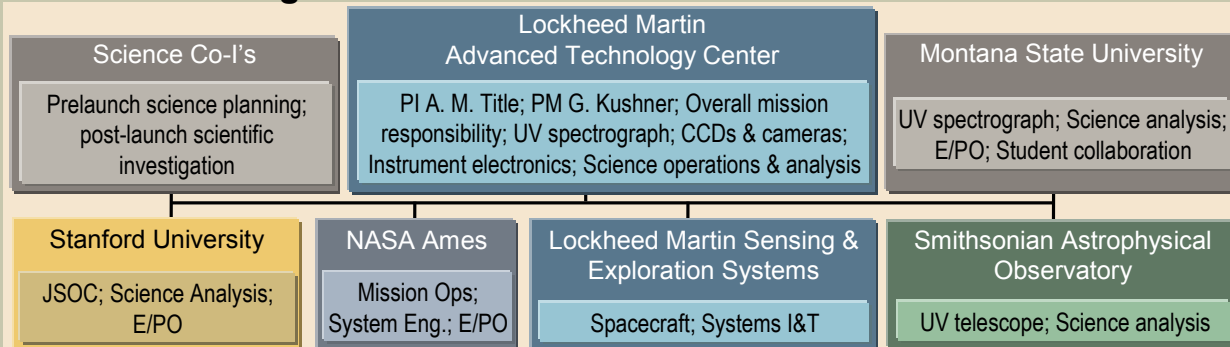 Science Co-I's
Prelaunch science planning;
post-launch scientific
investigation
Lockheed Martin
Advanced Technology Center
PI A. M. Title; PM G. Kushner; Overall mission
responsibility; UV spectrograph; CCDs & cameras;
Instrument electronics; Science operations & analysis
Montana State University
UV spectrograph; Science analysis;
E/PO; Student collaboration
Stanford University
JSOC; Science Analysis;
E/PO
NASA Ames
Mission Ops;
System Eng.; E/PO
Lockheed Martin Sensing &
Exploration Systems
Spacecraft; Systems I&T
Smithsonian Astrophysical
Observatory
UV telescope; Science analysis